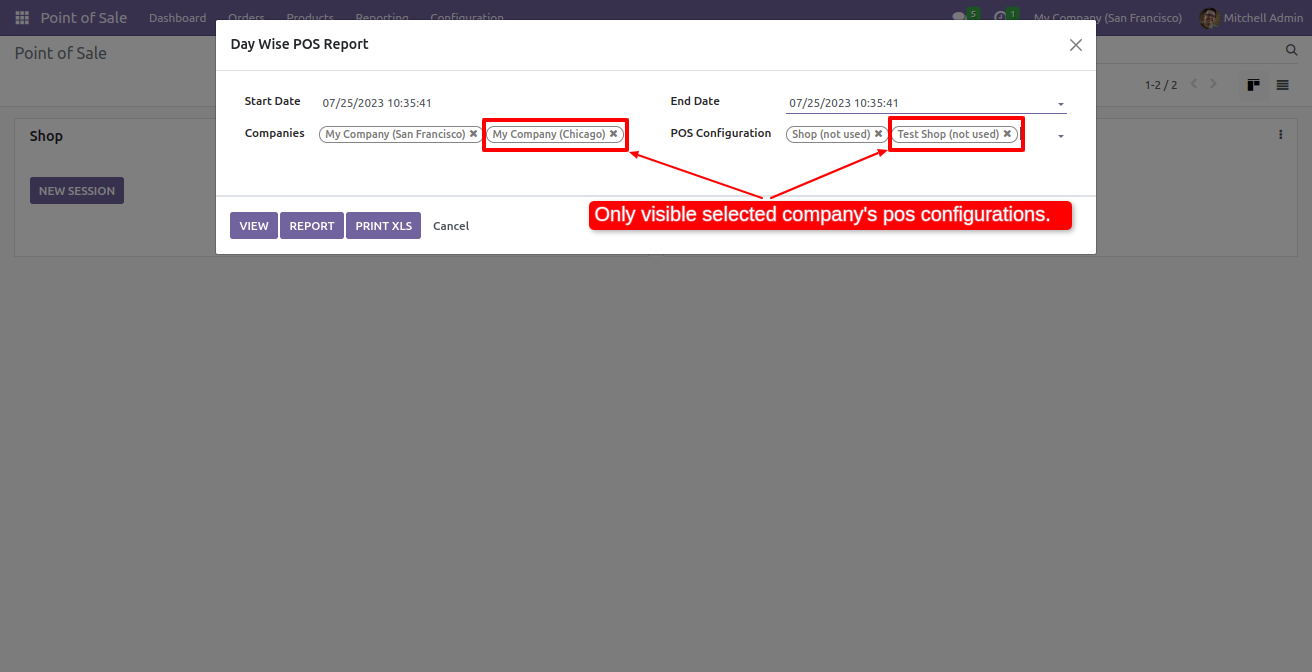 Point of Sale Dashboard Orders Products Reporting Configuration 5 1 My Company (San Francisco) Mitchell Admin
Point of Sale
1-2 / 2
Day Wise POS Report
Start Date 07/25/2023 10:35:41 End Date 07/25/2023 10:35:41
Companies My Company (San Francisco) ✖ My Company (Chicago) ✖ POS Configuration Shop (not used) ✖ Test Shop (not used) ✖
Shop
NEW SESSION
Only visible selected company's pos configurations.
VIEW REPORT PRINT XLS Cancel